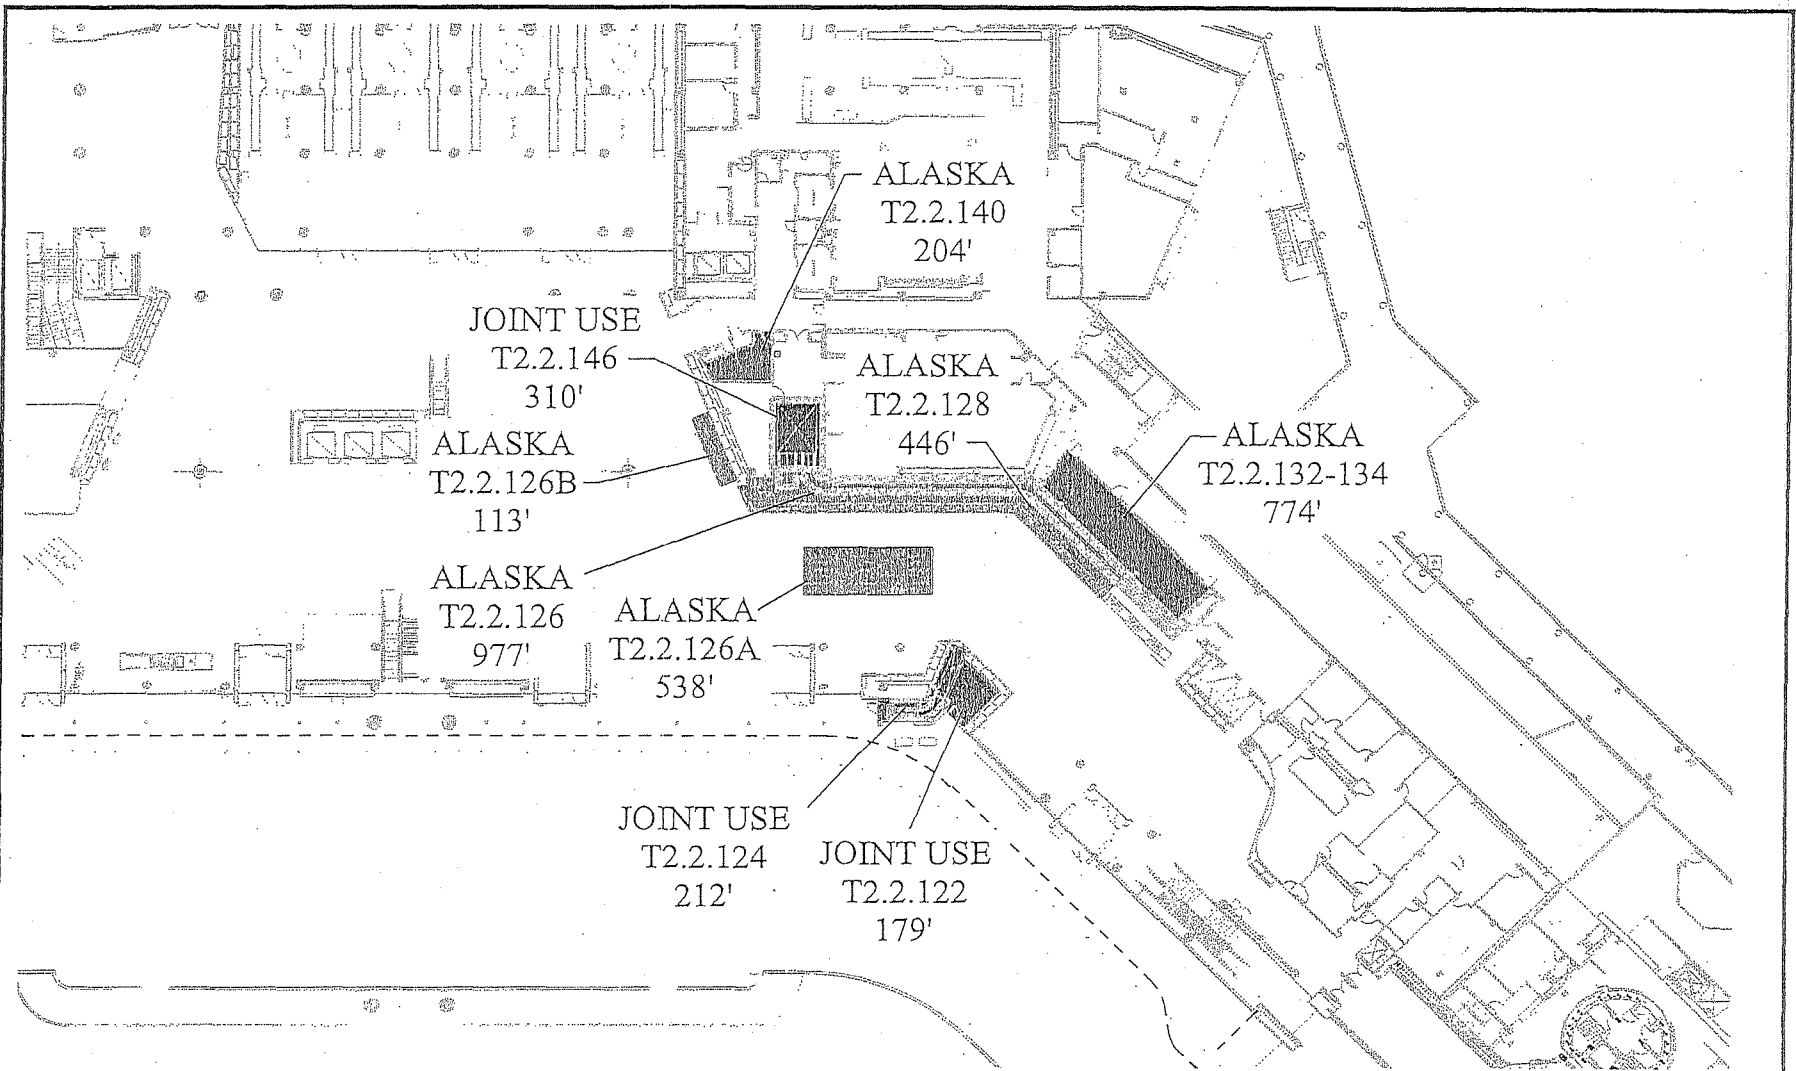 ALASKA
T2.2.140
204'
JOINT USE
T2.2.146
310'
ALASKA
T2.2.128
446'
ALASKA
T2.2.132-134
774'
ALASKA
T2.2.126B
113'
ALASKA
T2.2.126
977'
ALASKA
T2.2.126A
538'
JOINT USE
T2.2.124
212'
JOINT USE
T2.2.122
179'